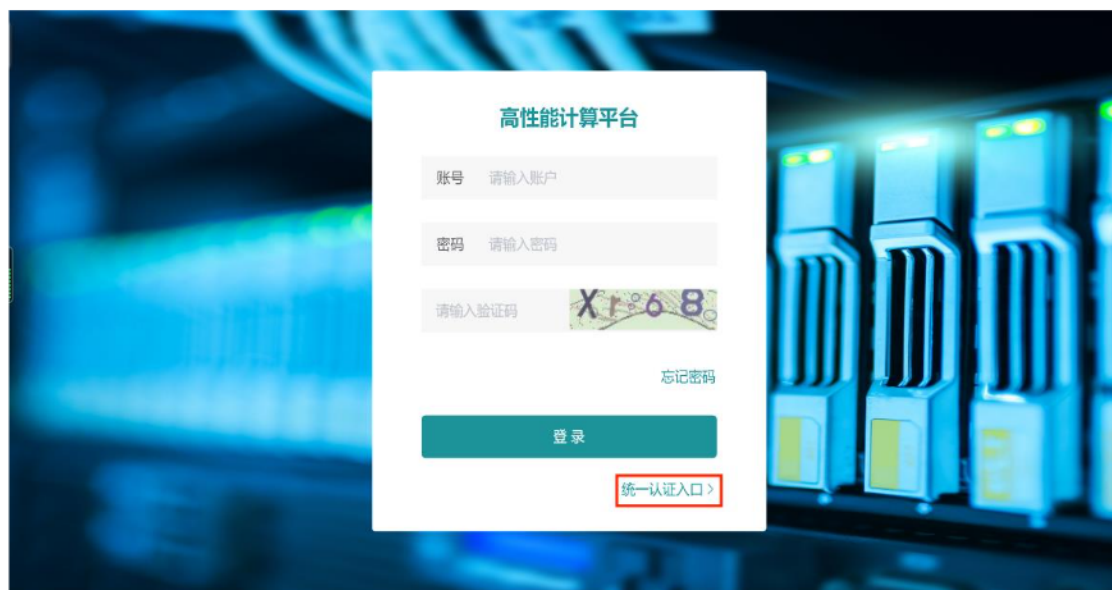 高性能计算平台
账号 请输入账户
密码 请输入密码
请输入验证码 Xr68
忘记密码
登录
统一认证入口 >